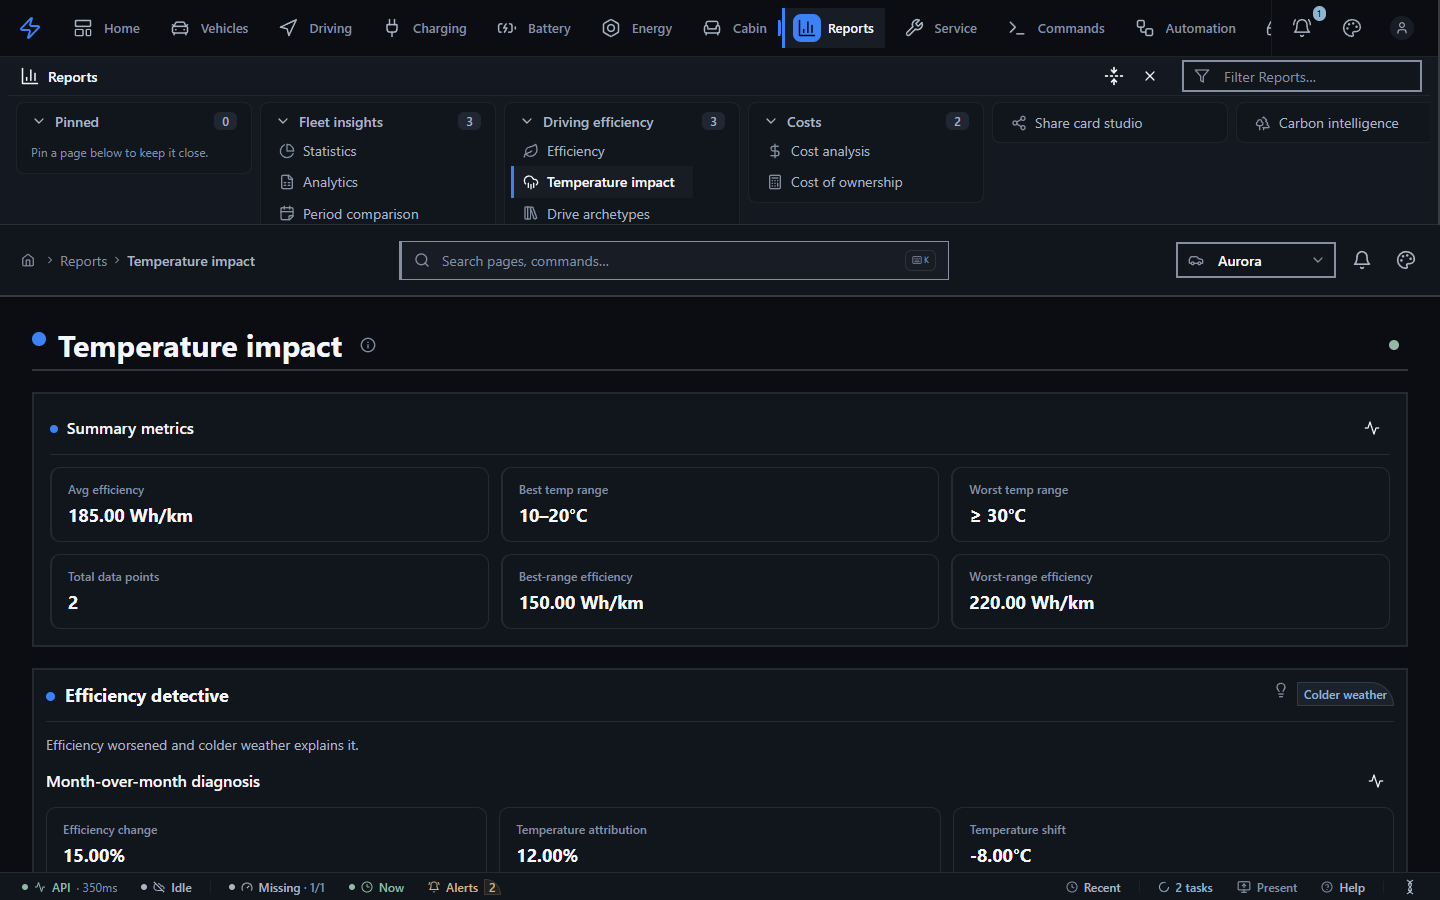 Home Vehicles Driving Charging Battery Energy Cabin Reports Service Commands Automation 1
Reports Filter Reports...
Pinned 0
Pin a page below to keep it close.
Fleet insights 3
Statistics
Analytics
Period comparison
Driving efficiency 3
Efficiency
Temperature impact
Drive archetypes
Costs 2
Cost analysis
Cost of ownership
Share card studio
Carbon intelligence
Reports Temperature impact Search pages, commands... K Aurora
Temperature impact
Summary metrics
Avg efficiency
185.00 Wh/km
Best temp range
10–20°C
Worst temp range
≥ 30°C
Total data points
2
Best-range efficiency
150.00 Wh/km
Worst-range efficiency
220.00 Wh/km
Efficiency detective Colder weather
Efficiency worsened and colder weather explains it.
Month-over-month diagnosis
Efficiency change
15.00%
Temperature attribution
12.00%
Temperature shift
-8.00°C
API · 350ms Idle Missing · 1/1 Now Alerts 2 Recent 2 tasks Present Help